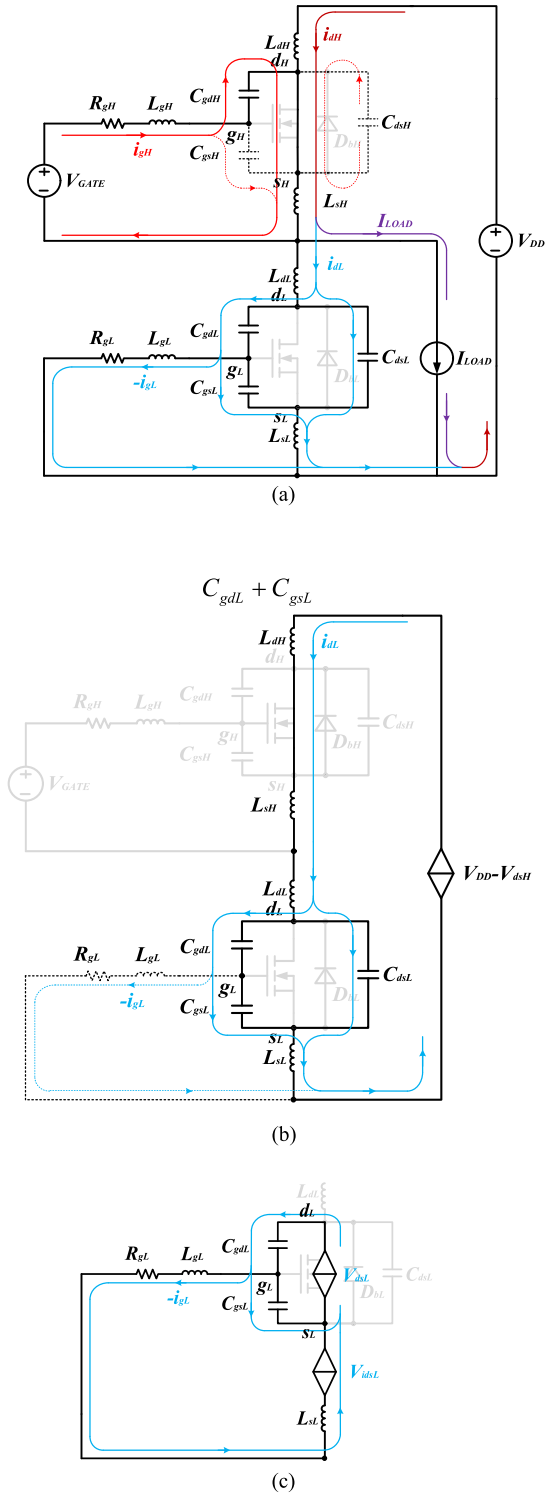 L_dH
i_dH
d_H
C_gdH
R_gH
L_gH
g_H
C_dsH
D_bH
i_gH
C_gsH
V_GATE
s_H
L_sH
I_LOAD
V_DD
i_dL
L_dL
d_L
C_gdL
R_gL
L_gL
C_dsL
I_LOAD
g_L
D_bL
-i_gL
C_gsL
s_L
L_sL
(a)
C_gdL + C_gsL
L_dH
i_dL
d_H
C_gdH
R_gH
L_gH
C_dsH
g_H
D_bH
C_gsH
V_GATE
s_H
L_sH
V_DD-V_dsH
L_dL
d_L
C_gdL
R_gL
L_gL
C_dsL
g_L
D_bL
-i_gL
C_gsL
s_L
L_sL
(b)
L_dL
d_L
C_gdL
R_gL
L_gL
V_dsL
C_dsL
g_L
D_bL
-i_gL
C_gsL
s_L
V_idsL
L_sL
(c)